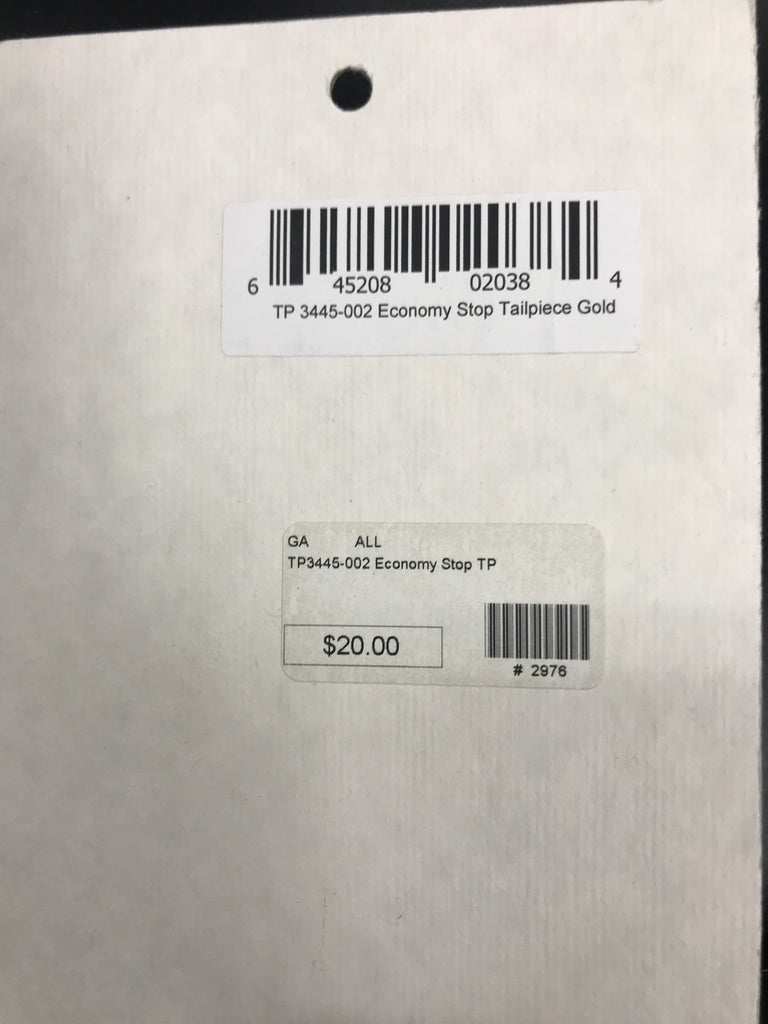 6 45208 02038 4
TP 3445-002 Economy Stop Tailpiece Gold
GA ALL
TP3445-002 Economy Stop TP
$20.00
# 2976